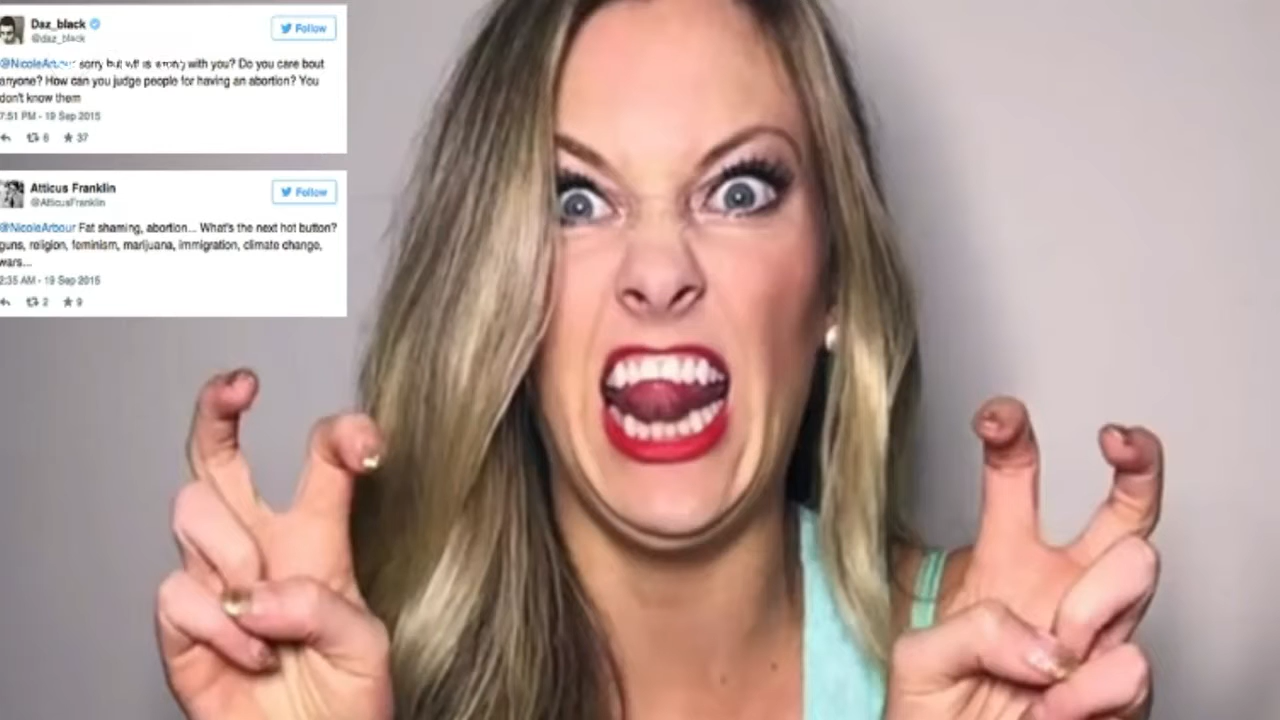 Daz_black
Follow
@daz_black
@NicoleArbour sorry but wtf is wrong with you? Do you care bout
anyone? How can you judge people for having an abortion? You
don't know them
7:51 PM - 19 Sep 2015
6 37
Atticus Franklin
Follow
@AtticusFranklin
@NicoleArbour Fat shaming, abortion... What's the next hot button?
guns, religion, feminism, marijuana, immigration, climate change,
wars...
2:35 AM - 19 Sep 2015
2 9